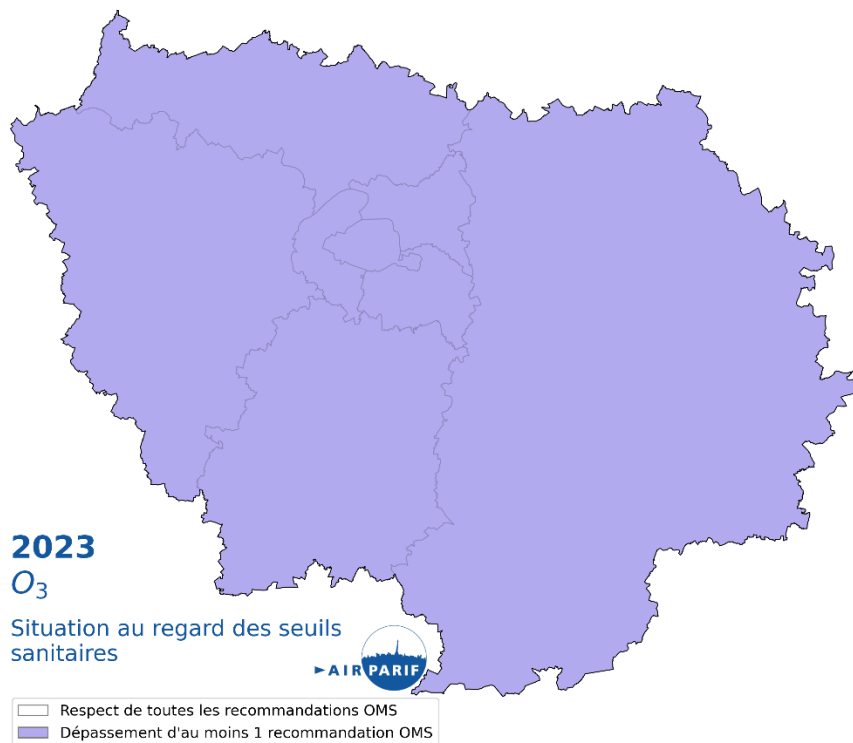 2023
O₃
Situation au regard des seuils
sanitaires
AIRPARIF
Respect de toutes les recommandations OMS
Dépassement d'au moins 1 recommandation OMS